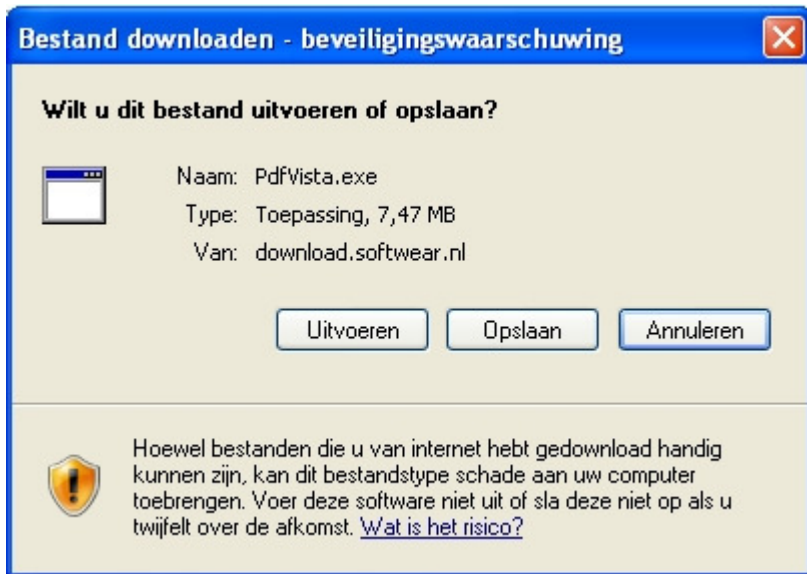 Bestand downloaden - beveiligingswaarschuwing
Wilt u dit bestand uitvoeren of opslaan?
Naam: PdfVista.exe
Type: Toepassing, 7,47 MB
Van: download.softwear.nl
Uitvoeren Opslaan Annuleren
Hoewel bestanden die u van internet hebt gedownload handig
kunnen zijn, kan dit bestandstype schade aan uw computer
toebrengen. Voer deze software niet uit of sla deze niet op als u
twijfelt over de afkomst. Wat is het risico?